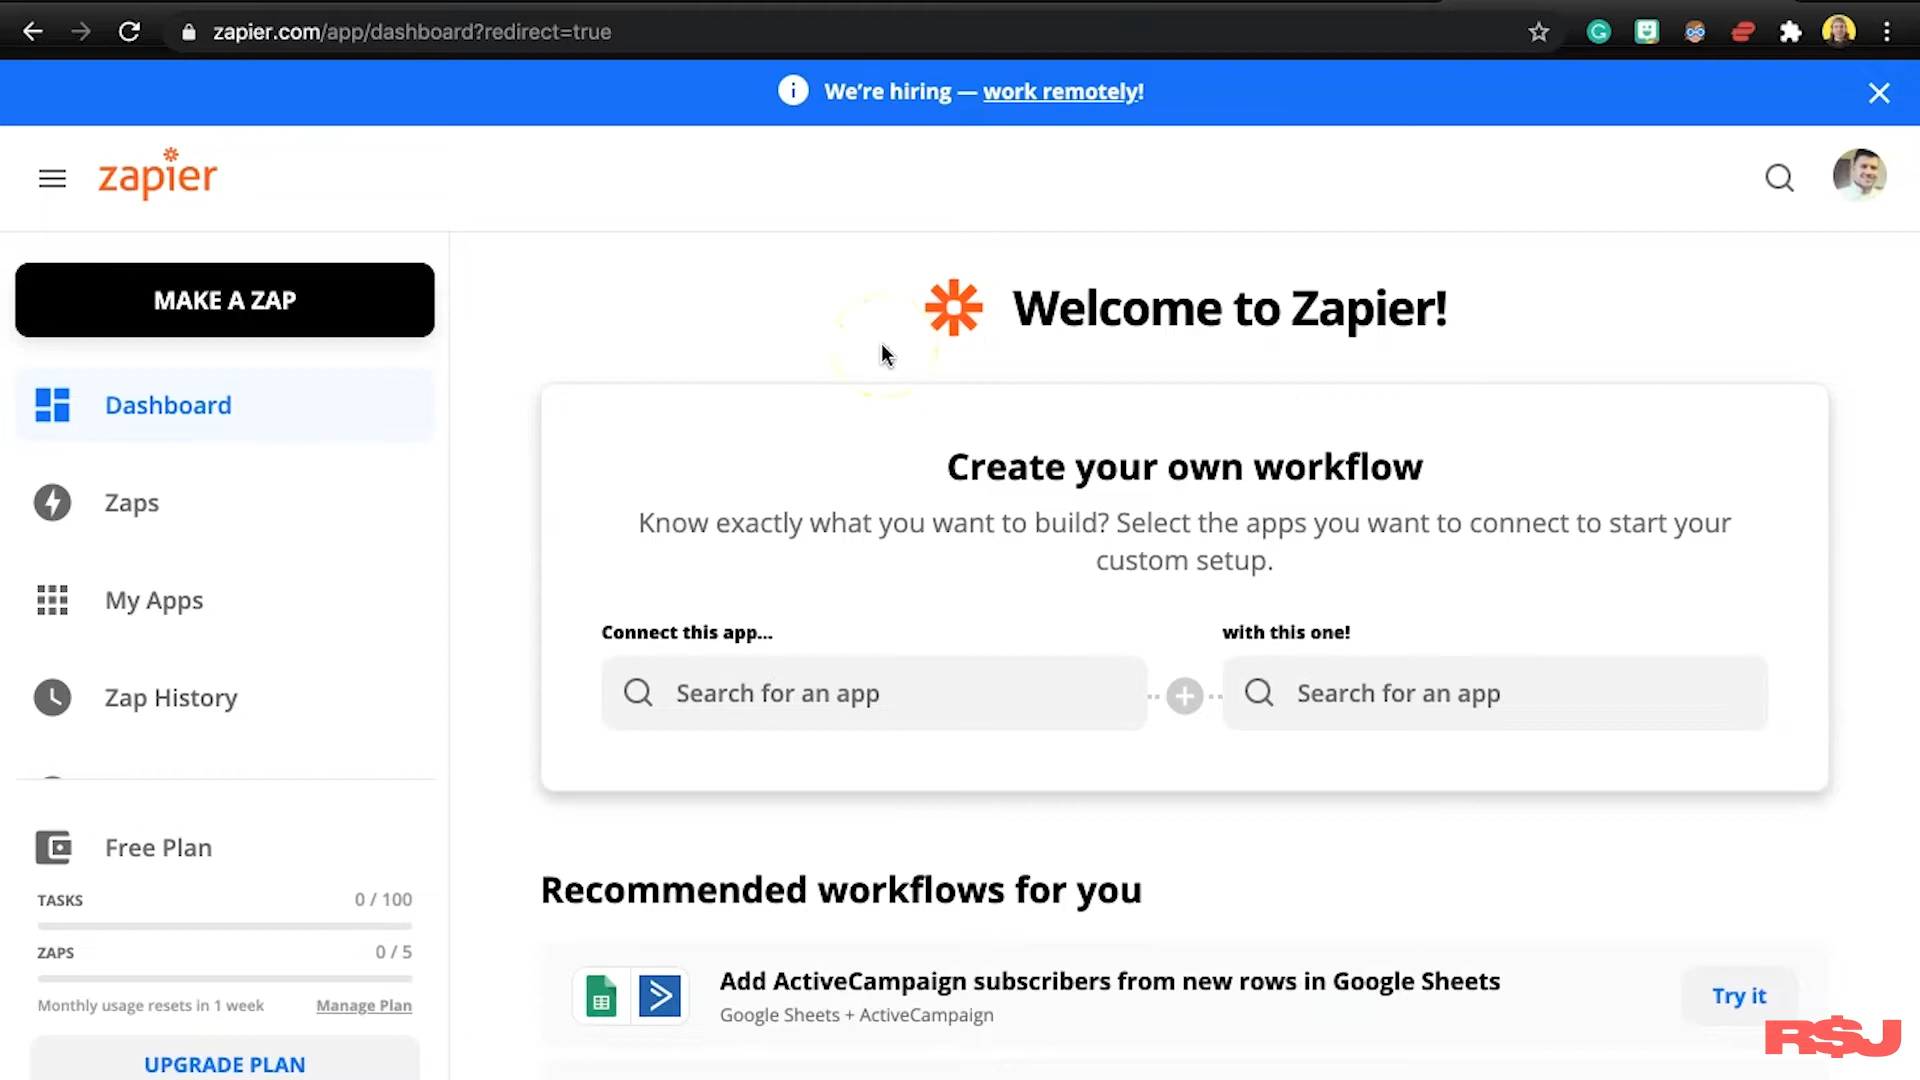 zapier.com/app/dashboard?redirect=true
We're hiring — work remotely!
zapier
MAKE A ZAP
Dashboard
Zaps
My Apps
Zap History
Free Plan
TASKS 0 / 100
ZAPS 0 / 5
Monthly usage resets in 1 week Manage Plan
UPGRADE PLAN
Welcome to Zapier!
Create your own workflow
Know exactly what you want to build? Select the apps you want to connect to start your
custom setup.
Connect this app... with this one!
Search for an app Search for an app
Recommended workflows for you
Add ActiveCampaign subscribers from new rows in Google Sheets
Google Sheets + ActiveCampaign
Try it
R$J